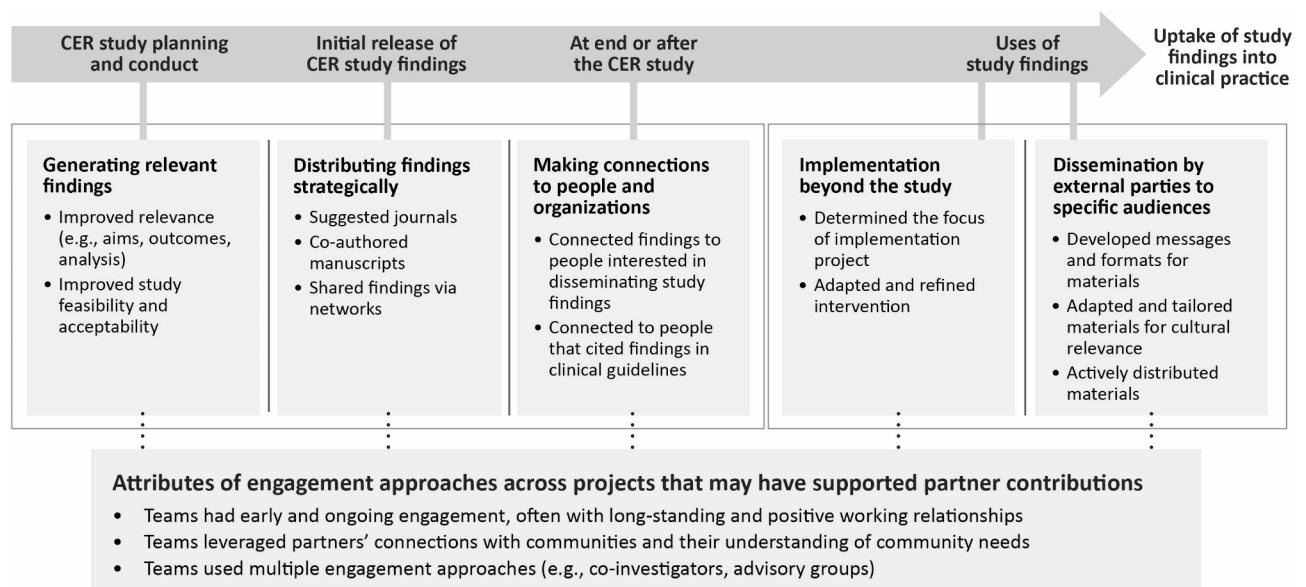 CER study planning
and conduct
Initial release of
CER study findings
At end or after
the CER study
Uses of
study findings
Uptake of study
findings into
clinical practice
Generating relevant
findings
• Improved relevance
(e.g., aims, outcomes,
analysis)
• Improved study
feasibility and
acceptability
Distributing findings
strategically
• Suggested journals
• Co-authored
manuscripts
• Shared findings via
networks
Making connections
to people and
organizations
• Connected findings to
people interested in
disseminating study
findings
• Connected to people
that cited findings in
clinical guidelines
Implementation
beyond the study
• Determined the focus
of implementation
project
• Adapted and refined
intervention
Dissemination by
external parties to
specific audiences
• Developed messages
and formats for
materials
• Adapted and tailored
materials for cultural
relevance
• Actively distributed
materials
Attributes of engagement approaches across projects that may have supported partner contributions
• Teams had early and ongoing engagement, often with long-standing and positive working relationships
• Teams leveraged partners’ connections with communities and their understanding of community needs
• Teams used multiple engagement approaches (e.g., co-investigators, advisory groups)